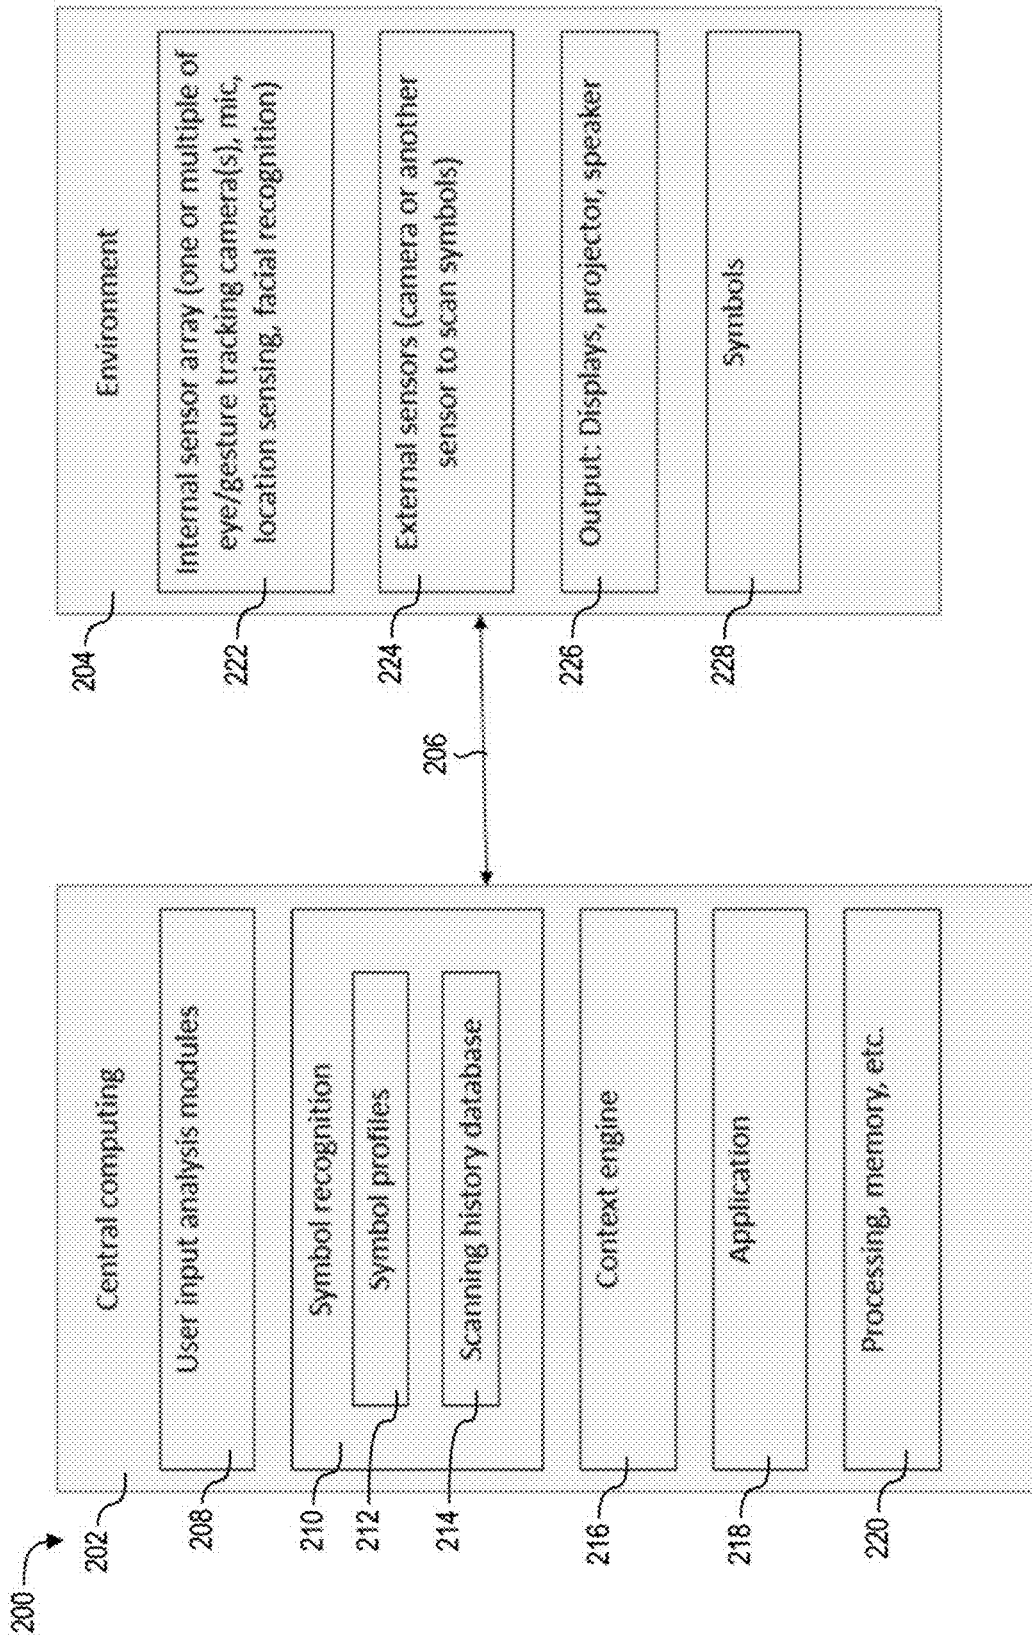 200
202
Central computing
208
User input analysis modules
210
Symbol recognition
212
Symbol profiles
214
Scanning history database
216
Context engine
218
Application
220
Processing, memory, etc.
206
204
Environment
222
Internal sensor array (one or multiple of
eye/gesture tracking camera(s), mic,
location sensing, facial recognition)
224
External sensors (camera or another
sensor to scan symbols)
226
Output: Displays, projector, speaker
228
Symbols